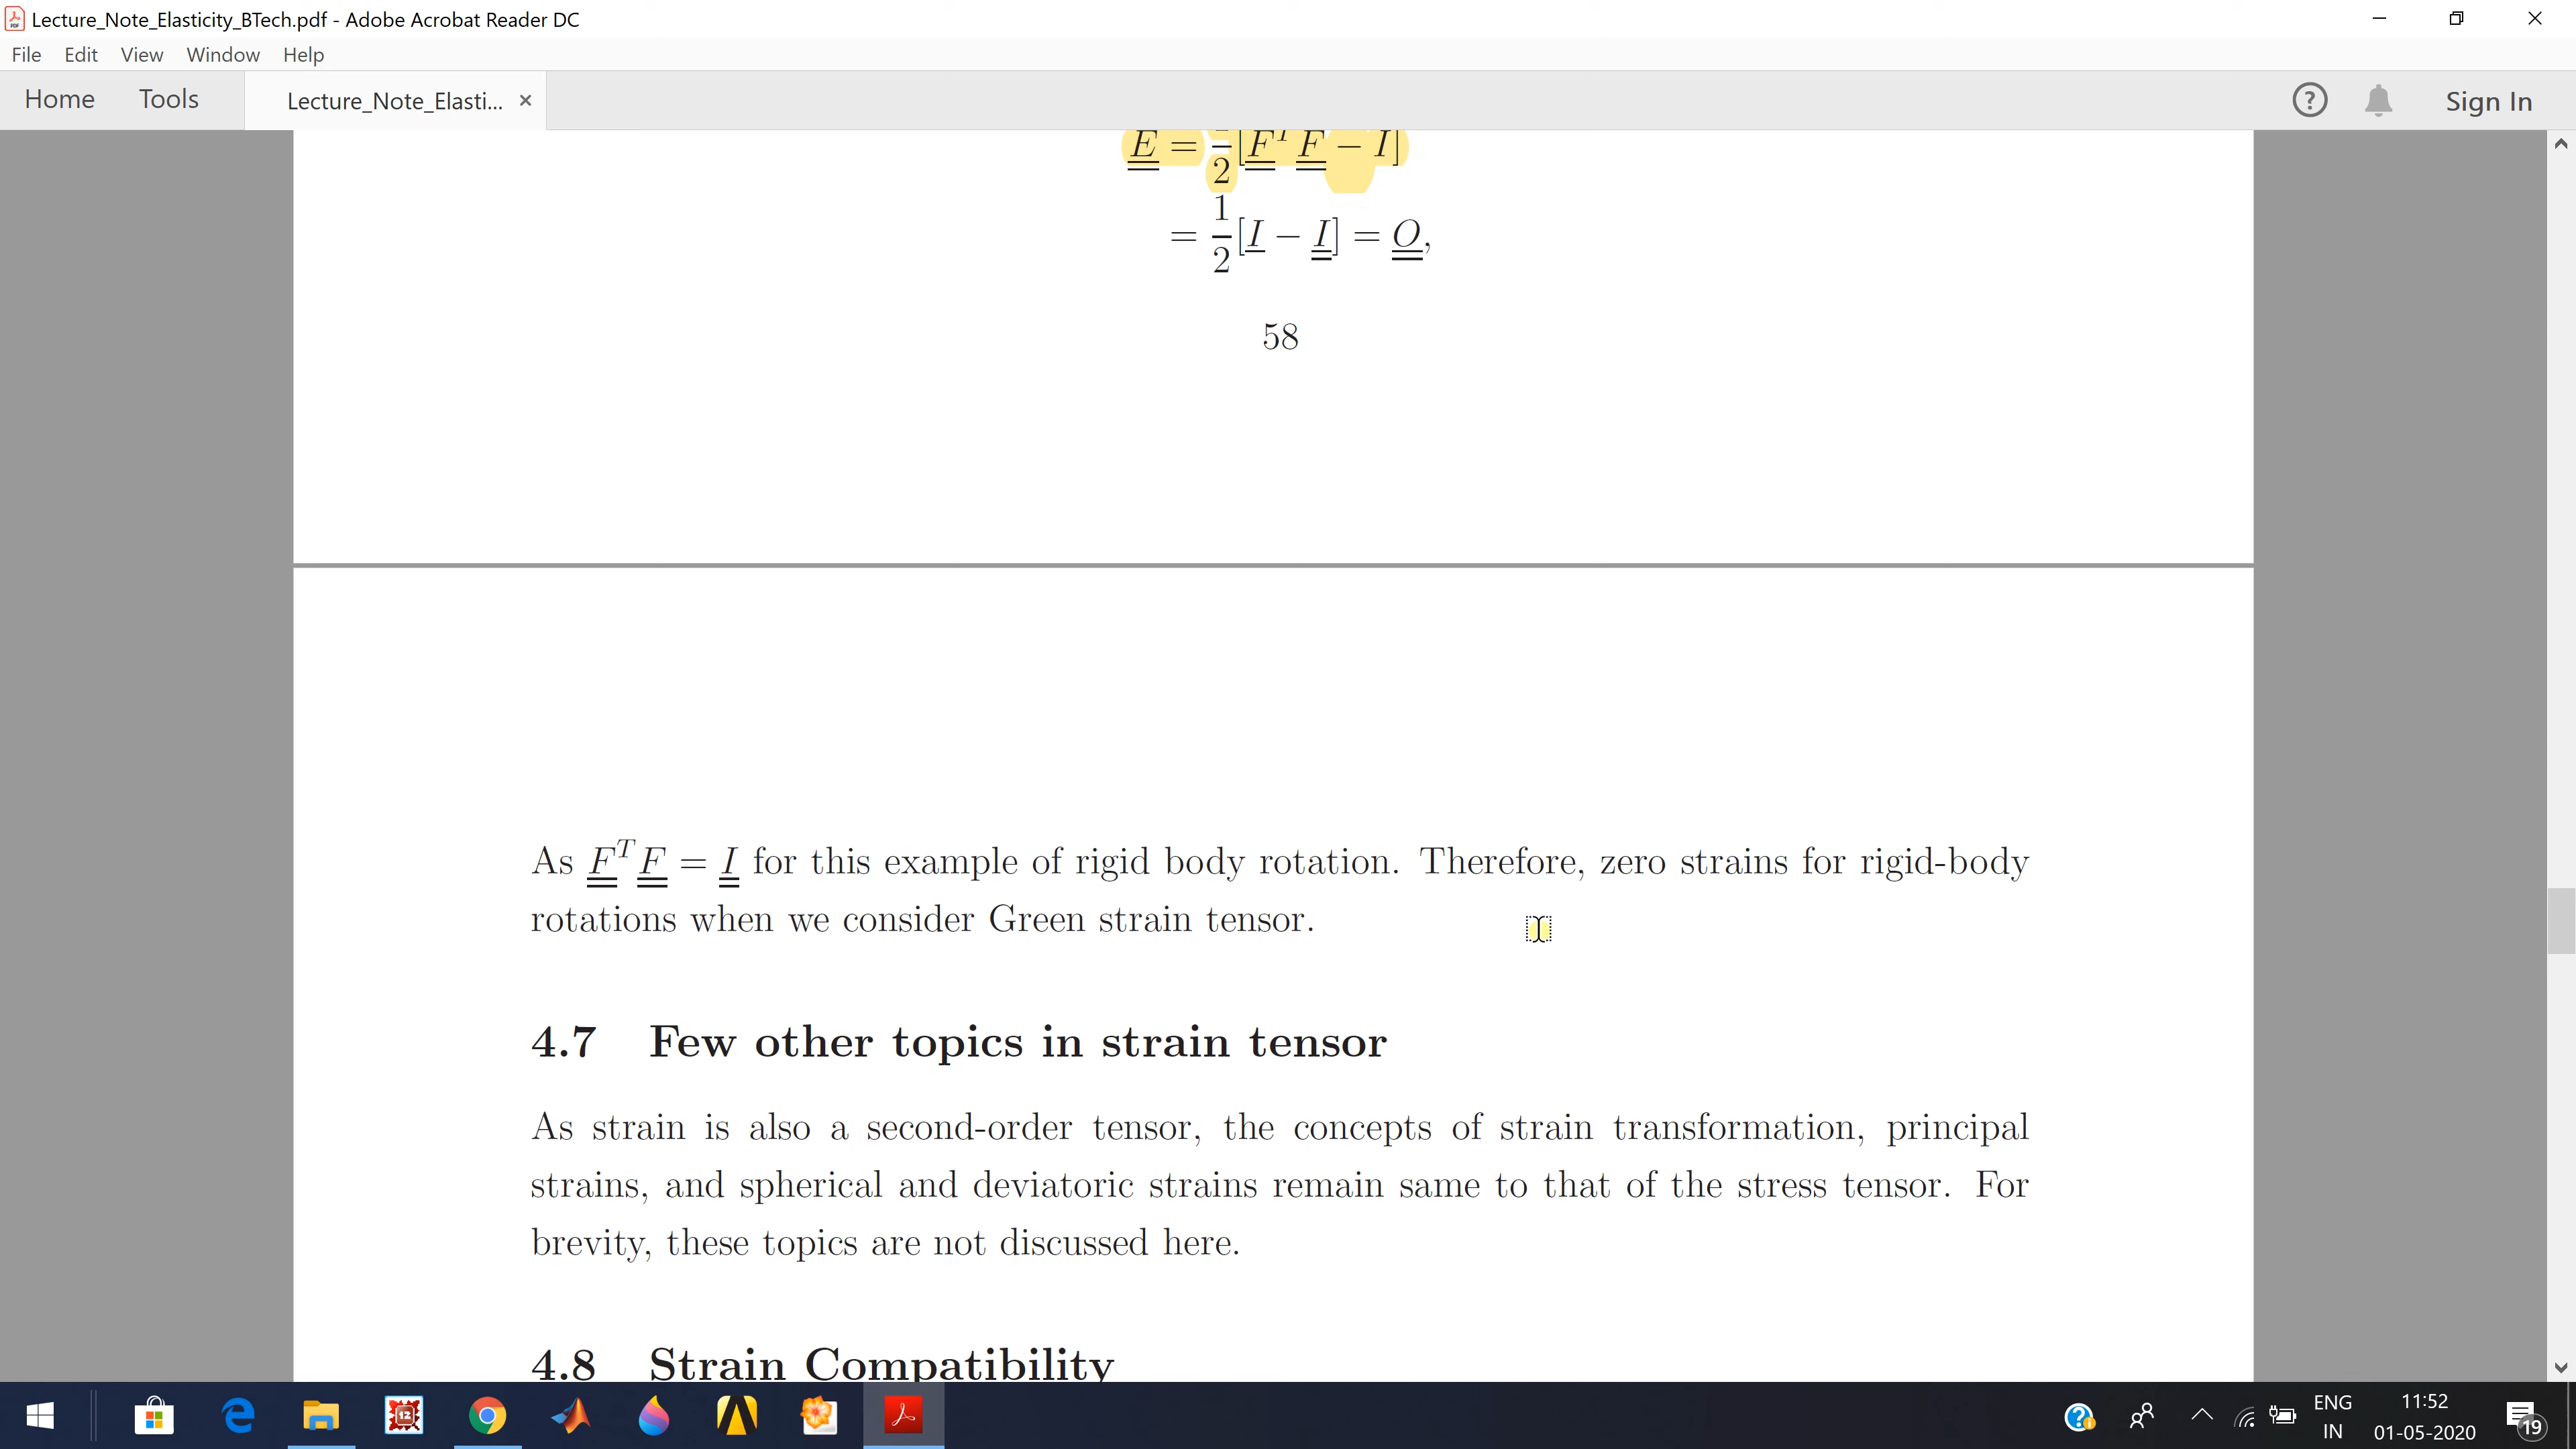 Lecture_Note_Elasticity_BTech.pdf - Adobe Acrobat Reader DC
File Edit View Window Help
Home Tools Lecture_Note_Elasti... × ? Sign In
E = 1/2 [F^T F − I]
= 1/2 [I − I] = O,
58
As F^T F = I for this example of rigid body rotation. Therefore, zero strains for rigid-body
rotations when we consider Green strain tensor.
4.7 Few other topics in strain tensor
As strain is also a second-order tensor, the concepts of strain transformation, principal
strains, and spherical and deviatoric strains remain same to that of the stress tensor. For
brevity, these topics are not discussed here.
4.8 Strain Compatibility
ENG 11:52
IN 01-05-2020 19